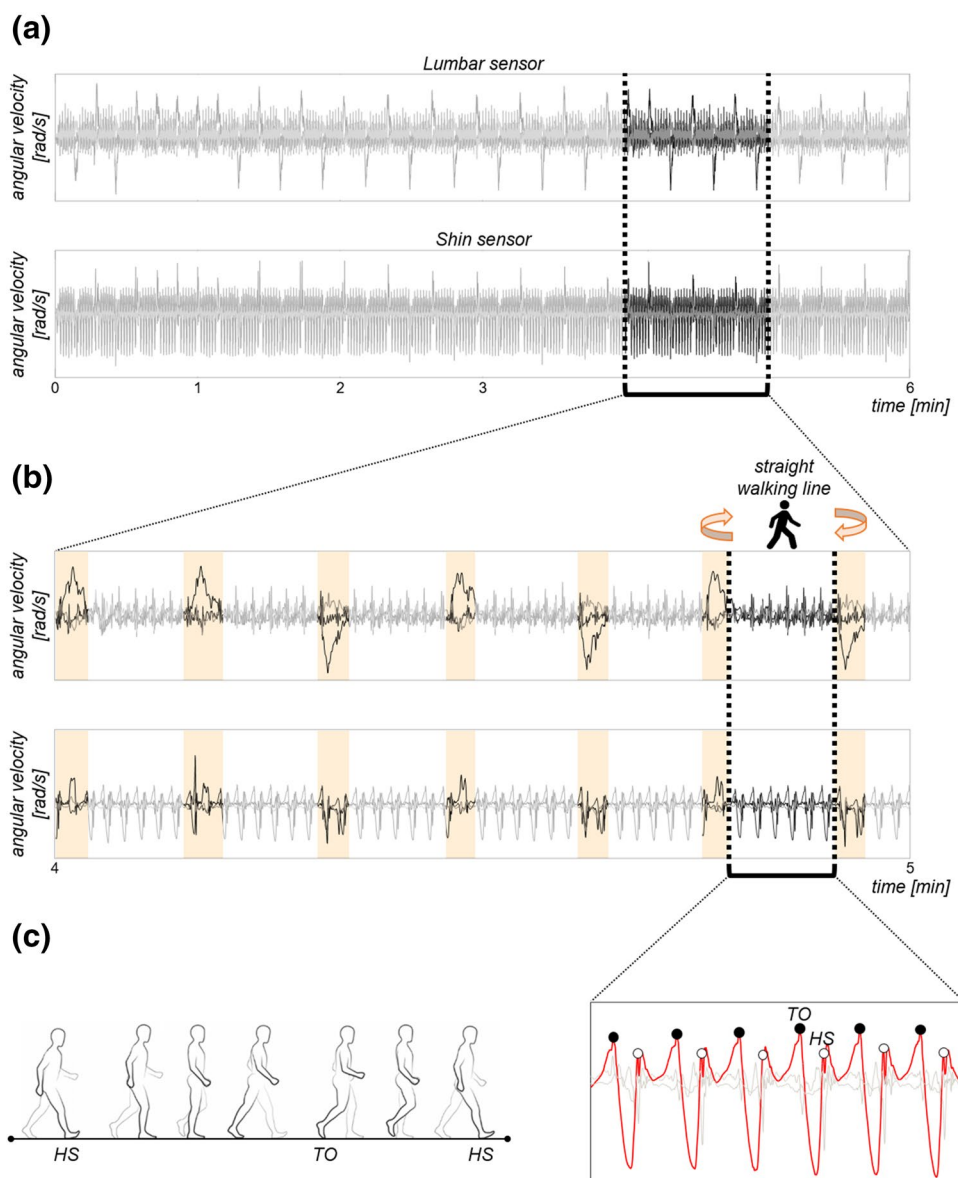 (a)
Lumbar sensor
angular velocity
[rad/s]
Shin sensor
angular velocity
[rad/s]
0 1 2 3 6
time [min]
(b)
straight
walking line
angular velocity
[rad/s]
angular velocity
[rad/s]
4 5
time [min]
(c)
TO
HS
HS TO HS